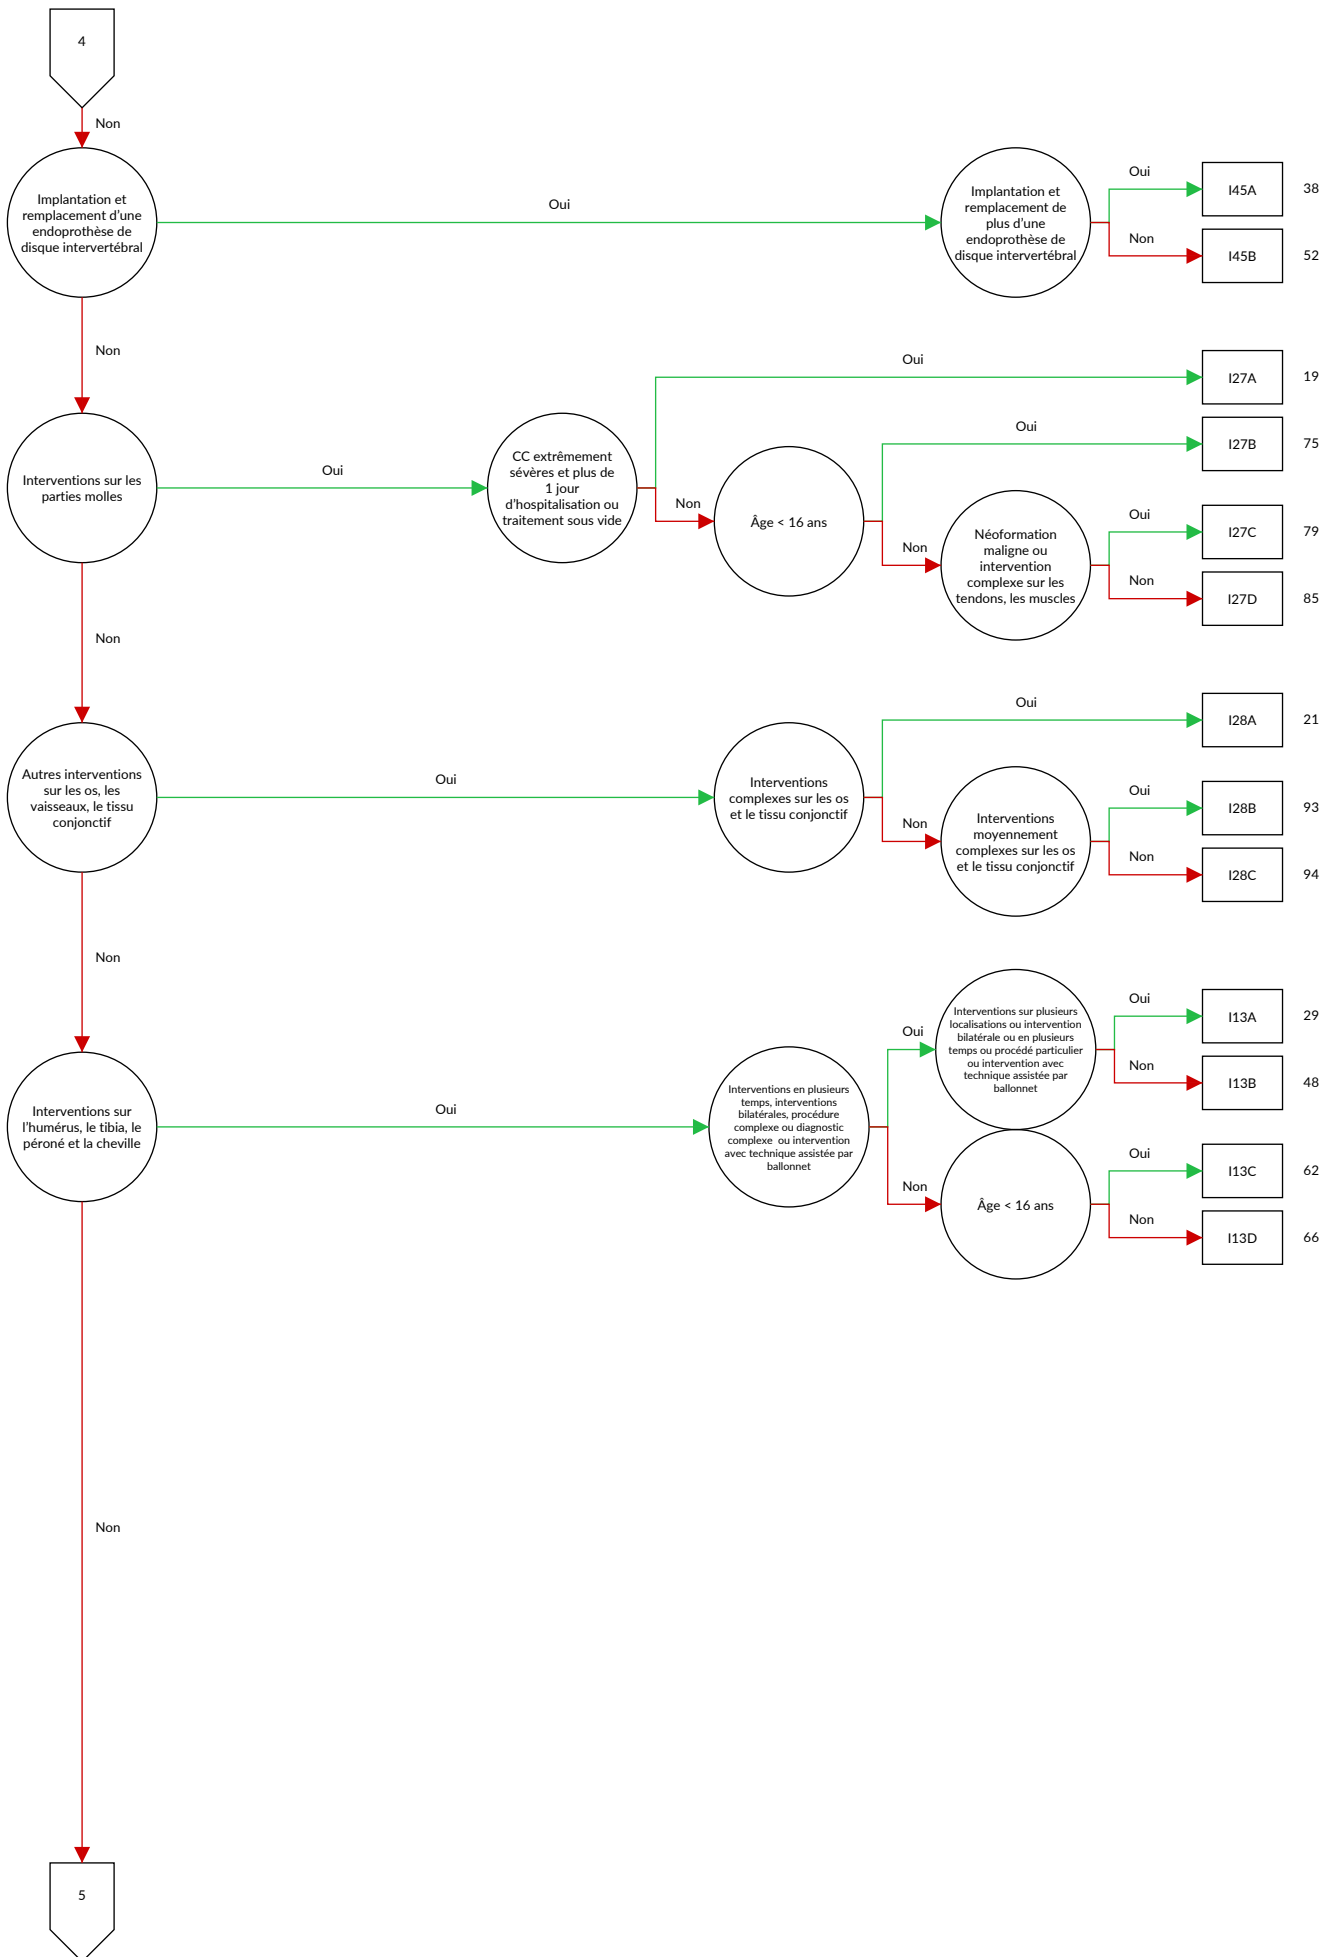 4
Non
Implantation et
remplacement d'une
endoprothèse de
disque intervertébral
Oui
Implantation et
remplacement de
plus d'une
endoprothèse de
disque intervertébral
Oui
I45A
38
Non
I45B
52
Non
Interventions sur les
parties molles
Oui
CC extrêmement
sévères et plus de
1 jour
d'hospitalisation ou
traitement sous vide
Oui
I27A
19
Non
Âge < 16 ans
Oui
I27B
75
Non
Néoformation
maligne ou
intervention
complexe sur les
tendons, les muscles
Oui
I27C
79
Non
I27D
85
Non
Autres interventions
sur les os, les
vaisseaux, le tissu
conjonctif
Oui
Interventions
complexes sur les os
et le tissu conjonctif
Oui
I28A
21
Non
Interventions
moyennement
complexes sur les os
et le tissu conjonctif
Oui
I28B
93
Non
I28C
94
Non
Interventions sur
l'humérus, le tibia, le
péroné et la cheville
Oui
Interventions en plusieurs
temps, interventions
bilatérales, procédure
complexe ou diagnostic
complexe ou intervention
avec technique assistée par
ballonnet
Oui
Interventions sur plusieurs
localisations ou intervention
bilatérale ou en plusieurs
temps ou procédé particulier
ou intervention avec
technique assistée par
ballonnet
Oui
I13A
29
Non
I13B
48
Non
Âge < 16 ans
Oui
I13C
62
Non
I13D
66
Non
5